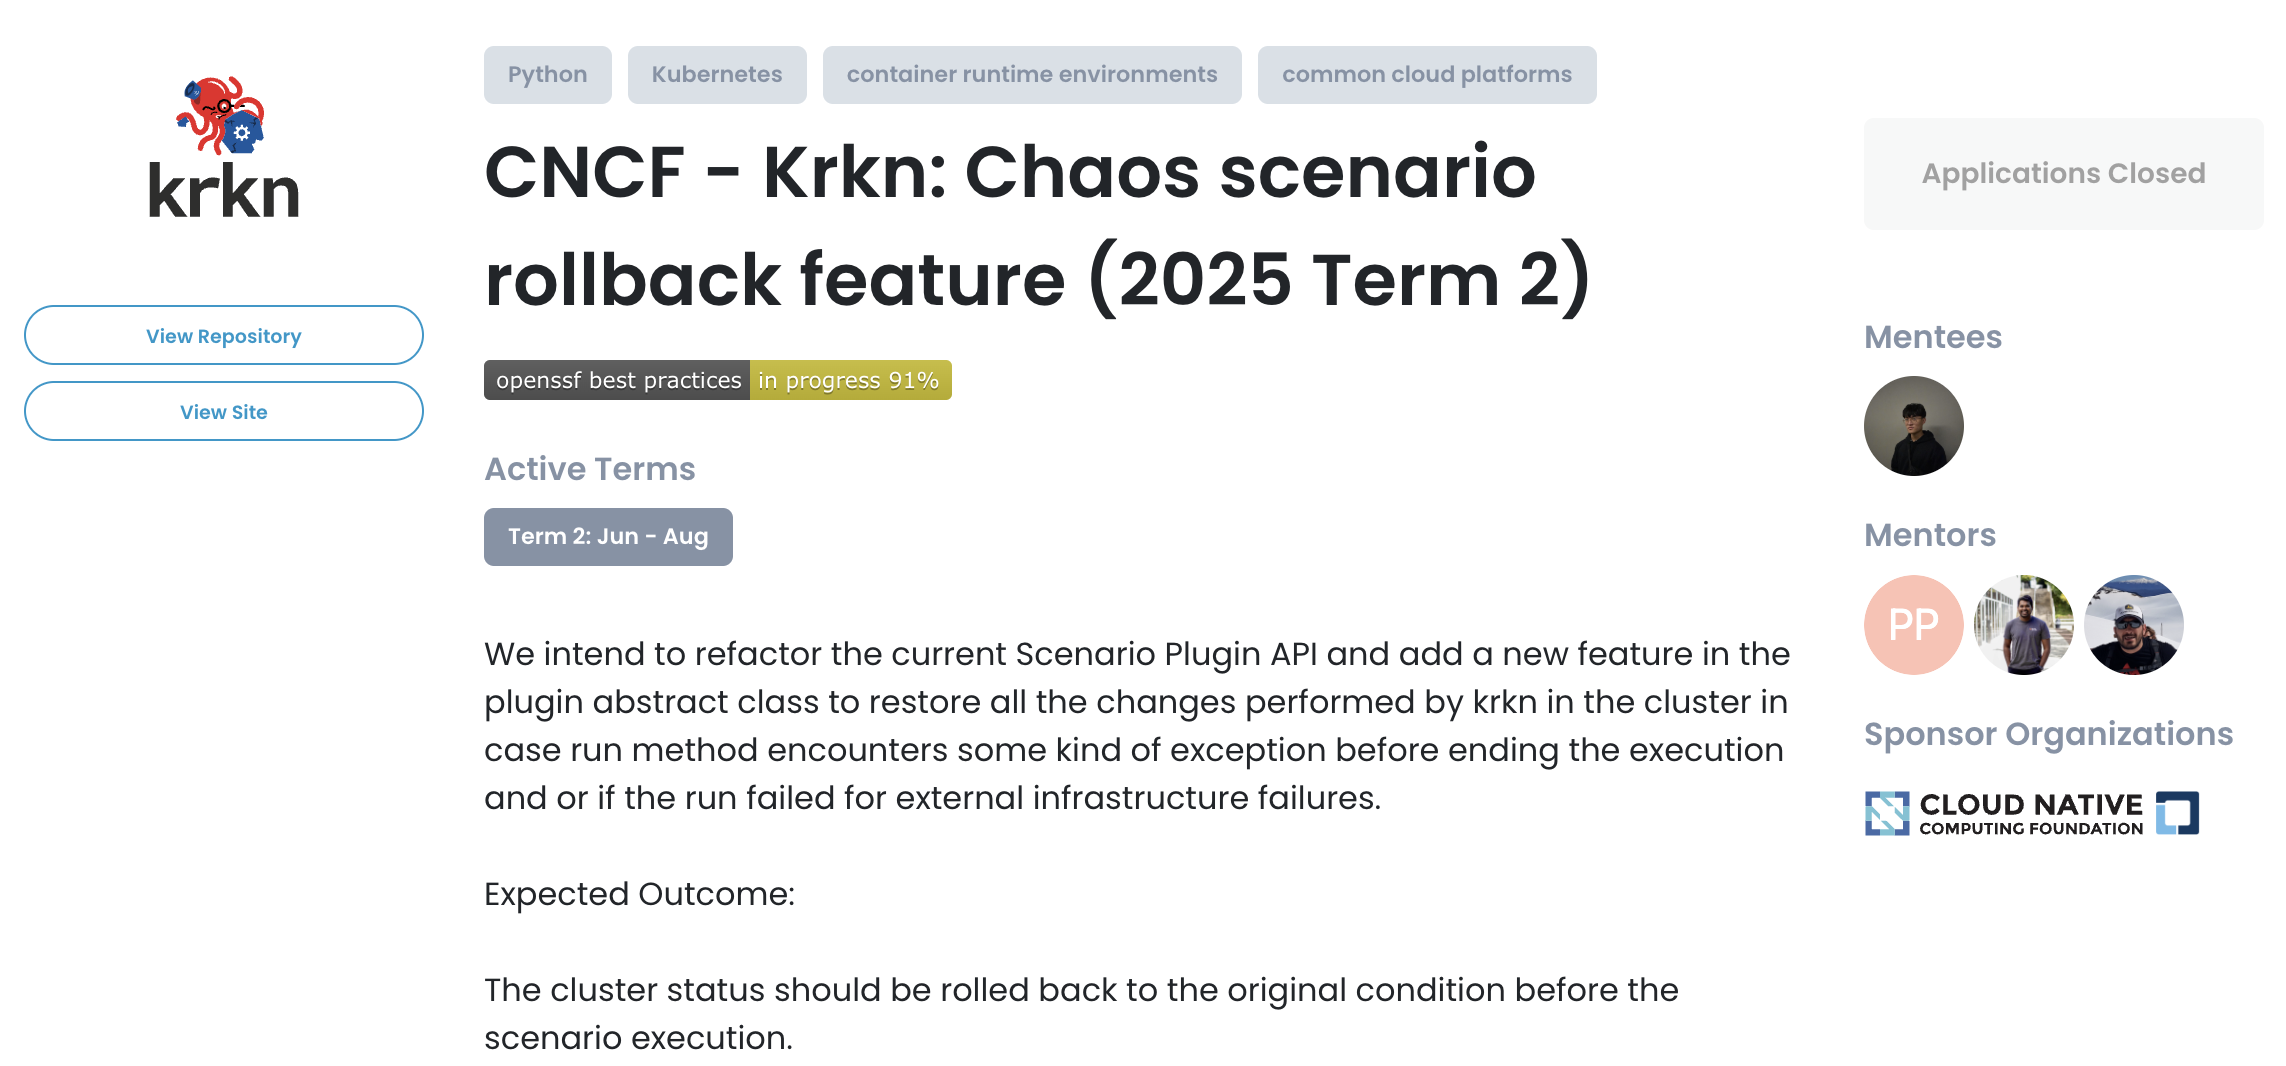 krkn
View Repository
View Site
Python
Kubernetes
container runtime environments
common cloud platforms
CNCF - Krkn: Chaos scenario
rollback feature (2025 Term 2)
openssf best practices in progress 91%
Active Terms
Term 2: Jun - Aug
We intend to refactor the current Scenario Plugin API and add a new feature in the
plugin abstract class to restore all the changes performed by krkn in the cluster in
case run method encounters some kind of exception before ending the execution
and or if the run failed for external infrastructure failures.
Expected Outcome:
The cluster status should be rolled back to the original condition before the
scenario execution.
Applications Closed
Mentees
Mentors
PP
Sponsor Organizations
CLOUD NATIVE
COMPUTING FOUNDATION